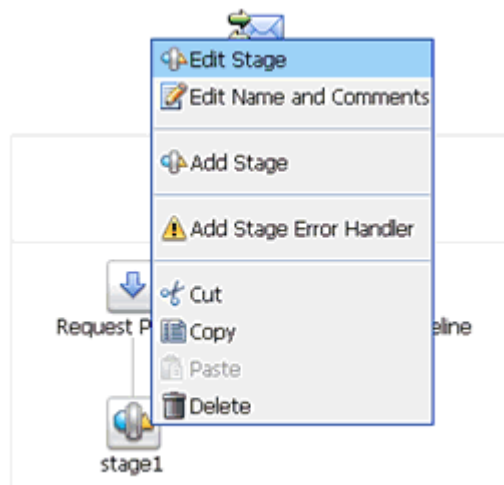 Edit Stage
Edit Name and Comments
Add Stage
Add Stage Error Handler
Request P
eline
Cut
Copy
Paste
Delete
stage1